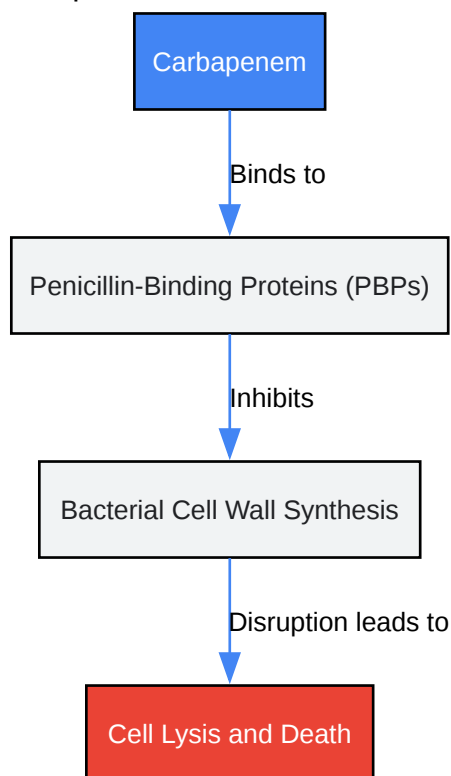 Carbapenem
Binds to
Penicillin-Binding Proteins (PBPs)
Inhibits
Bacterial Cell Wall Synthesis
Disruption leads to
Cell Lysis and Death